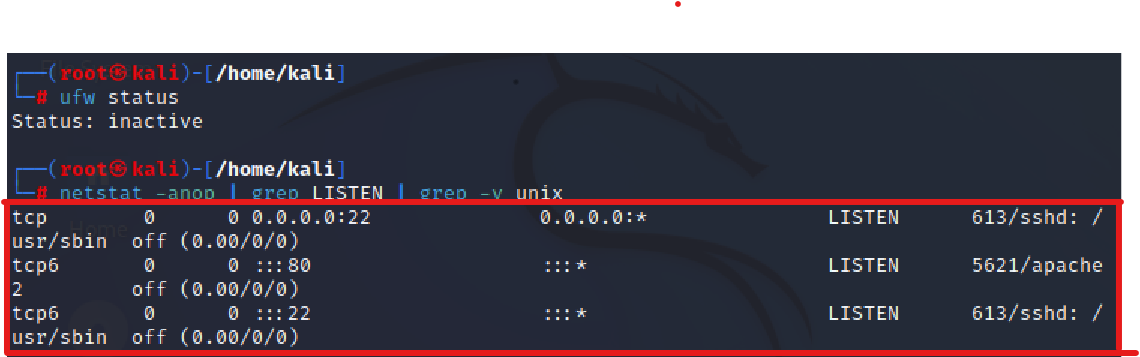 ┌──(root㉿kali)-[/home/kali]
└─# ufw status
Status: inactive
┌──(root㉿kali)-[/home/kali]
└─# netstat -anop | grep LISTEN | grep -v unix
tcp        0      0 0.0.0.0:22              0.0.0.0:*               LISTEN      613/sshd: /
usr/sbin  off (0.00/0/0)
tcp6       0      0 :::80                   :::*                    LISTEN      5621/apache
2         off (0.00/0/0)
tcp6       0      0 :::22                   :::*                    LISTEN      613/sshd: /
usr/sbin  off (0.00/0/0)
Home